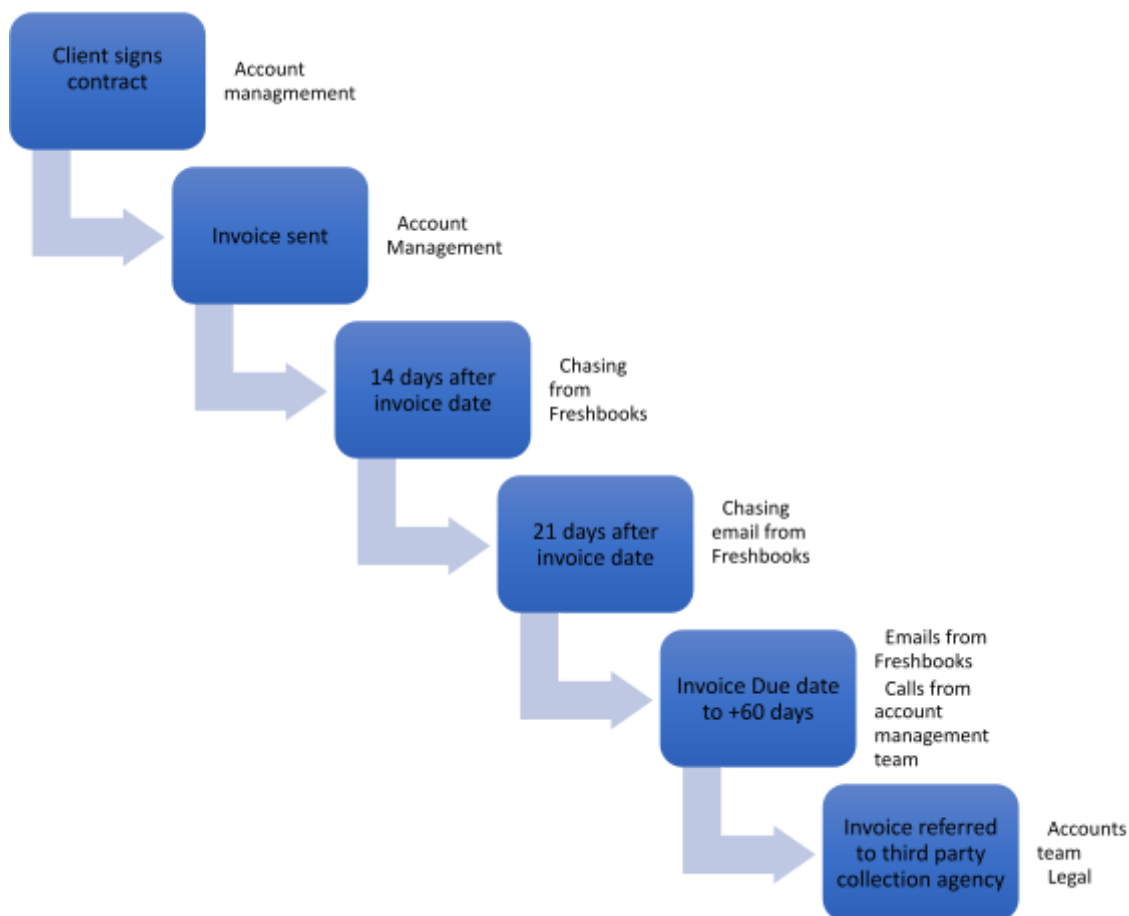 Client signs
contract
Account
managmement
Invoice sent
Account
Management
14 days after
invoice date
Chasing
from
Freshbooks
21 days after
invoice date
Chasing
email from
Freshbooks
Invoice Due date
to +60 days
Emails from
Freshbooks
Calls from
account
management
team
Invoice referred
to third party
collection agency
Accounts
team
Legal